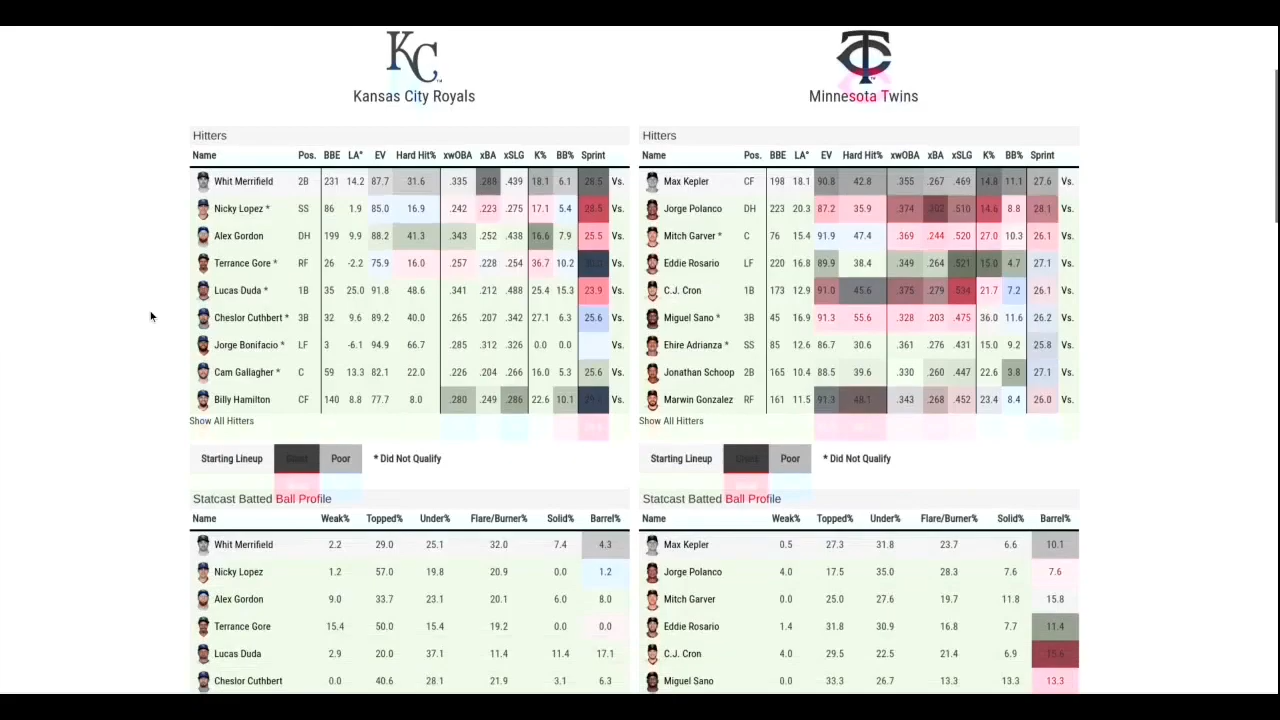 KC
TC
Kansas City Royals
Minnesota Twins
Hitters
Name Pos. BBE LA° EV Hard Hit% xwOBA xBA xSLG K% BB% Sprint
Whit Merrifield 2B 231 14.2 87.7 31.6 .335 .288 .439 18.1 6.1 28.5 Vs.
Nicky Lopez * SS 86 1.9 85.0 16.9 .242 .223 .275 17.1 5.4 28.5 Vs.
Alex Gordon DH 199 9.9 88.2 41.3 .343 .252 .438 16.6 7.9 25.5 Vs.
Terrance Gore * RF 26 -2.2 75.9 16.0 .257 .228 .254 36.7 10.2 Vs.
Lucas Duda * 1B 35 25.0 91.8 48.6 .341 .212 .488 25.4 15.3 23.9 Vs.
Cheslor Cuthbert * 3B 32 9.6 89.2 40.0 .265 .207 .342 27.1 6.3 25.6 Vs.
Jorge Bonifacio * LF 3 -6.1 94.9 66.7 .285 .312 .326 0.0 0.0 Vs.
Cam Gallagher * C 59 13.3 82.1 22.0 .226 .204 .266 16.0 5.3 25.6 Vs.
Billy Hamilton CF 140 8.8 77.7 8.0 .280 .249 .286 22.6 10.1 Vs.
Show All Hitters
Starting Lineup Poor * Did Not Qualify
Hitters
Name Pos. BBE LA° EV Hard Hit% xwOBA xBA xSLG K% BB% Sprint
Max Kepler CF 198 18.1 90.8 42.8 .355 .267 .469 14.8 11.1 27.6
Jorge Polanco DH 223 20.3 87.2 35.9 .374 .302 .510 14.6 8.8 28.1
Mitch Garver * C 76 15.4 91.9 47.4 .369 .244 .520 27.0 10.3 26.1
Eddie Rosario LF 220 16.8 89.9 38.4 .349 .264 .521 15.0 4.7 27.1
C.J. Cron 1B 173 12.9 91.0 45.6 .375 .279 .534 21.7 7.2 26.1
Miguel Sano * 3B 45 16.9 91.3 55.6 .328 .203 .475 36.0 11.6 26.2
Ehire Adrianza * SS 85 12.6 86.7 30.6 .361 .276 .431 15.0 9.2 25.8
Jonathan Schoop 2B 165 10.4 88.5 39.6 .330 .260 .447 22.6 3.8 27.1
Marwin Gonzalez RF 161 11.5 91.3 48.1 .343 .268 .452 23.4 8.4 26.0
Show All Hitters
Starting Lineup Poor * Did Not Qualify
Statcast Batted Ball Profile
Name Weak% Topped% Under% Flare/Burner% Solid% Barrel%
Whit Merrifield 2.2 29.0 25.1 32.0 7.4 4.3
Nicky Lopez 1.2 57.0 19.8 20.9 0.0 1.2
Alex Gordon 9.0 33.7 23.1 20.1 6.0 8.0
Terrance Gore 15.4 50.0 15.4 19.2 0.0 0.0
Lucas Duda 2.9 20.0 37.1 11.4 11.4 17.1
Cheslor Cuthbert 0.0 40.6 28.1 21.9 3.1 6.3
Statcast Batted Ball Profile
Name Weak% Topped% Under% Flare/Burner% Solid% Barrel%
Max Kepler 0.5 27.3 31.8 23.7 6.6 10.1
Jorge Polanco 4.0 17.5 35.0 28.3 7.6 7.6
Mitch Garver 0.0 25.0 27.6 19.7 11.8 15.8
Eddie Rosario 1.4 31.8 30.9 16.8 7.7 11.4
C.J. Cron 4.0 29.5 22.5 21.4 6.9 15.6
Miguel Sano 0.0 33.3 26.7 13.3 13.3 13.3